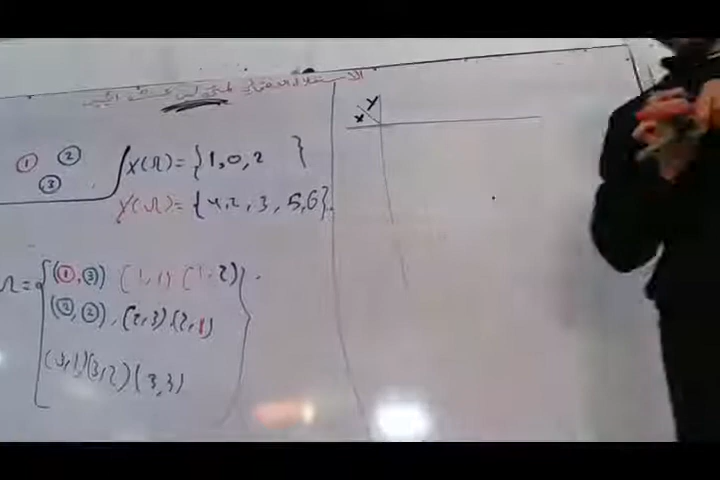 ① ② ③
X(Ω) = {1, 0, 2 }
Y(Ω) = {4, 2, 3, 5, 6}.
Ω = {(①,③) (1,1) (1,2)
(②,②), (2,3) (2,1)
(3,1)(3,2)(3,3)}
Y
X